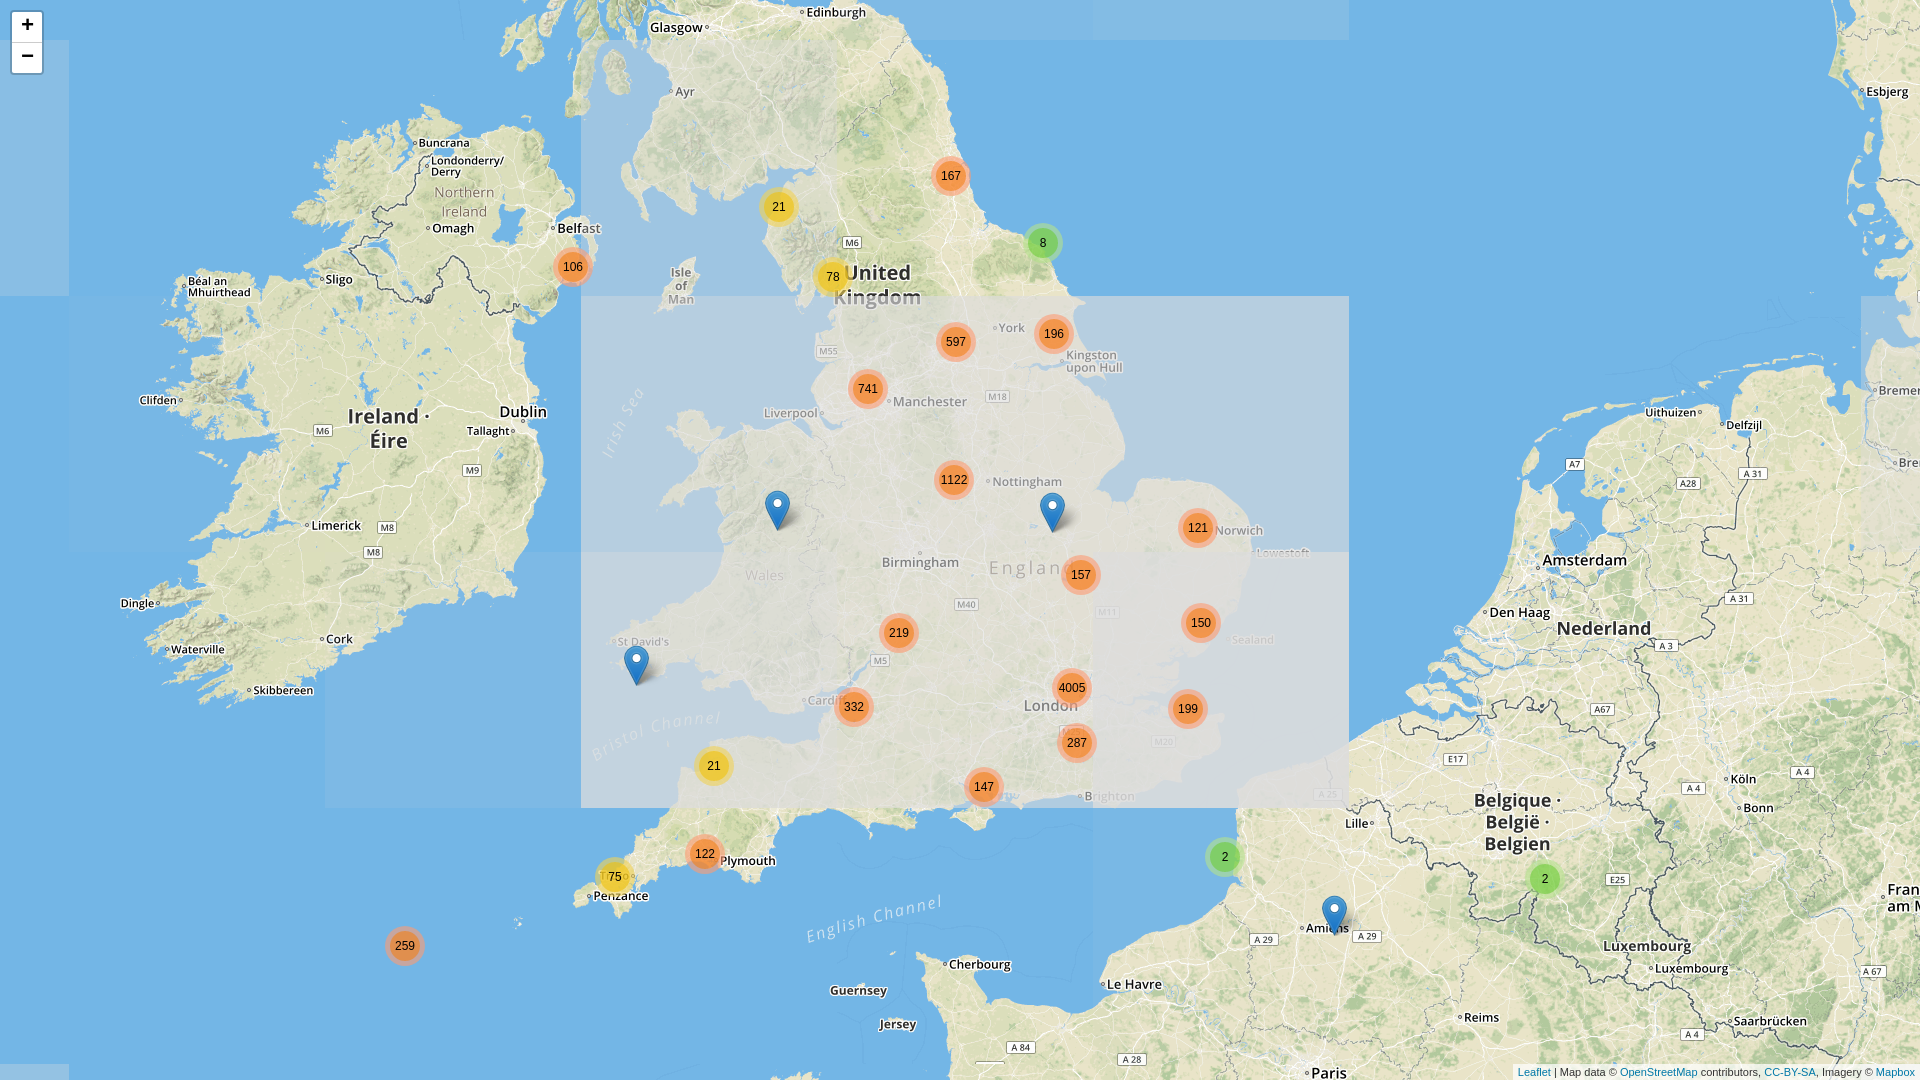 +
−
Edinburgh
Glasgow
Ayr
Esbjerg
Buncrana
Londonderry/
Derry
167
Northern
Ireland
21
Omagh
Belfast
8
M6
106
78
United
Kingdom
Isle
of
Man
Sligo
Béal an
Mhuirthead
York
196
597
M55
Kingston
upon Hull
741
Manchester
M18
Clifden
Liverpool
Irish Sea
Dublin
Ireland ·
Éire
M6
Tallaght
Uithuizen
Delfzijl
A7
A 31
M9
1122
Nottingham
A28
Limerick
M8
121
Norwich
M8
Lowestoft
Birmingham
Englan
157
Wales
Amsterdam
Dingle
M40
M11
A 31
Den Haag
150
Nederland
219
Cork
St David's
Sealand
A 3
Waterville
M5
Skibbereen
4005
Cardiff
332
London
199
A67
Bristol Channel
287
M20
E17
21
147
Brighton
A 25
A 4
Köln
A 4
Bonn
Belgique ·
België ·
Belgien
Lille
122
Plymouth
2
75
Penzance
2
E25
English Channel
Amiens
A 29
A 29
259
Luxembourg
Luxembourg
Cherbourg
A 67
Le Havre
Guernsey
Jersey
Reims
Saarbrücken
A 84
A 28
A 4
Paris
Leaflet | Map data © OpenStreetMap contributors, CC-BY-SA, Imagery © Mapbox